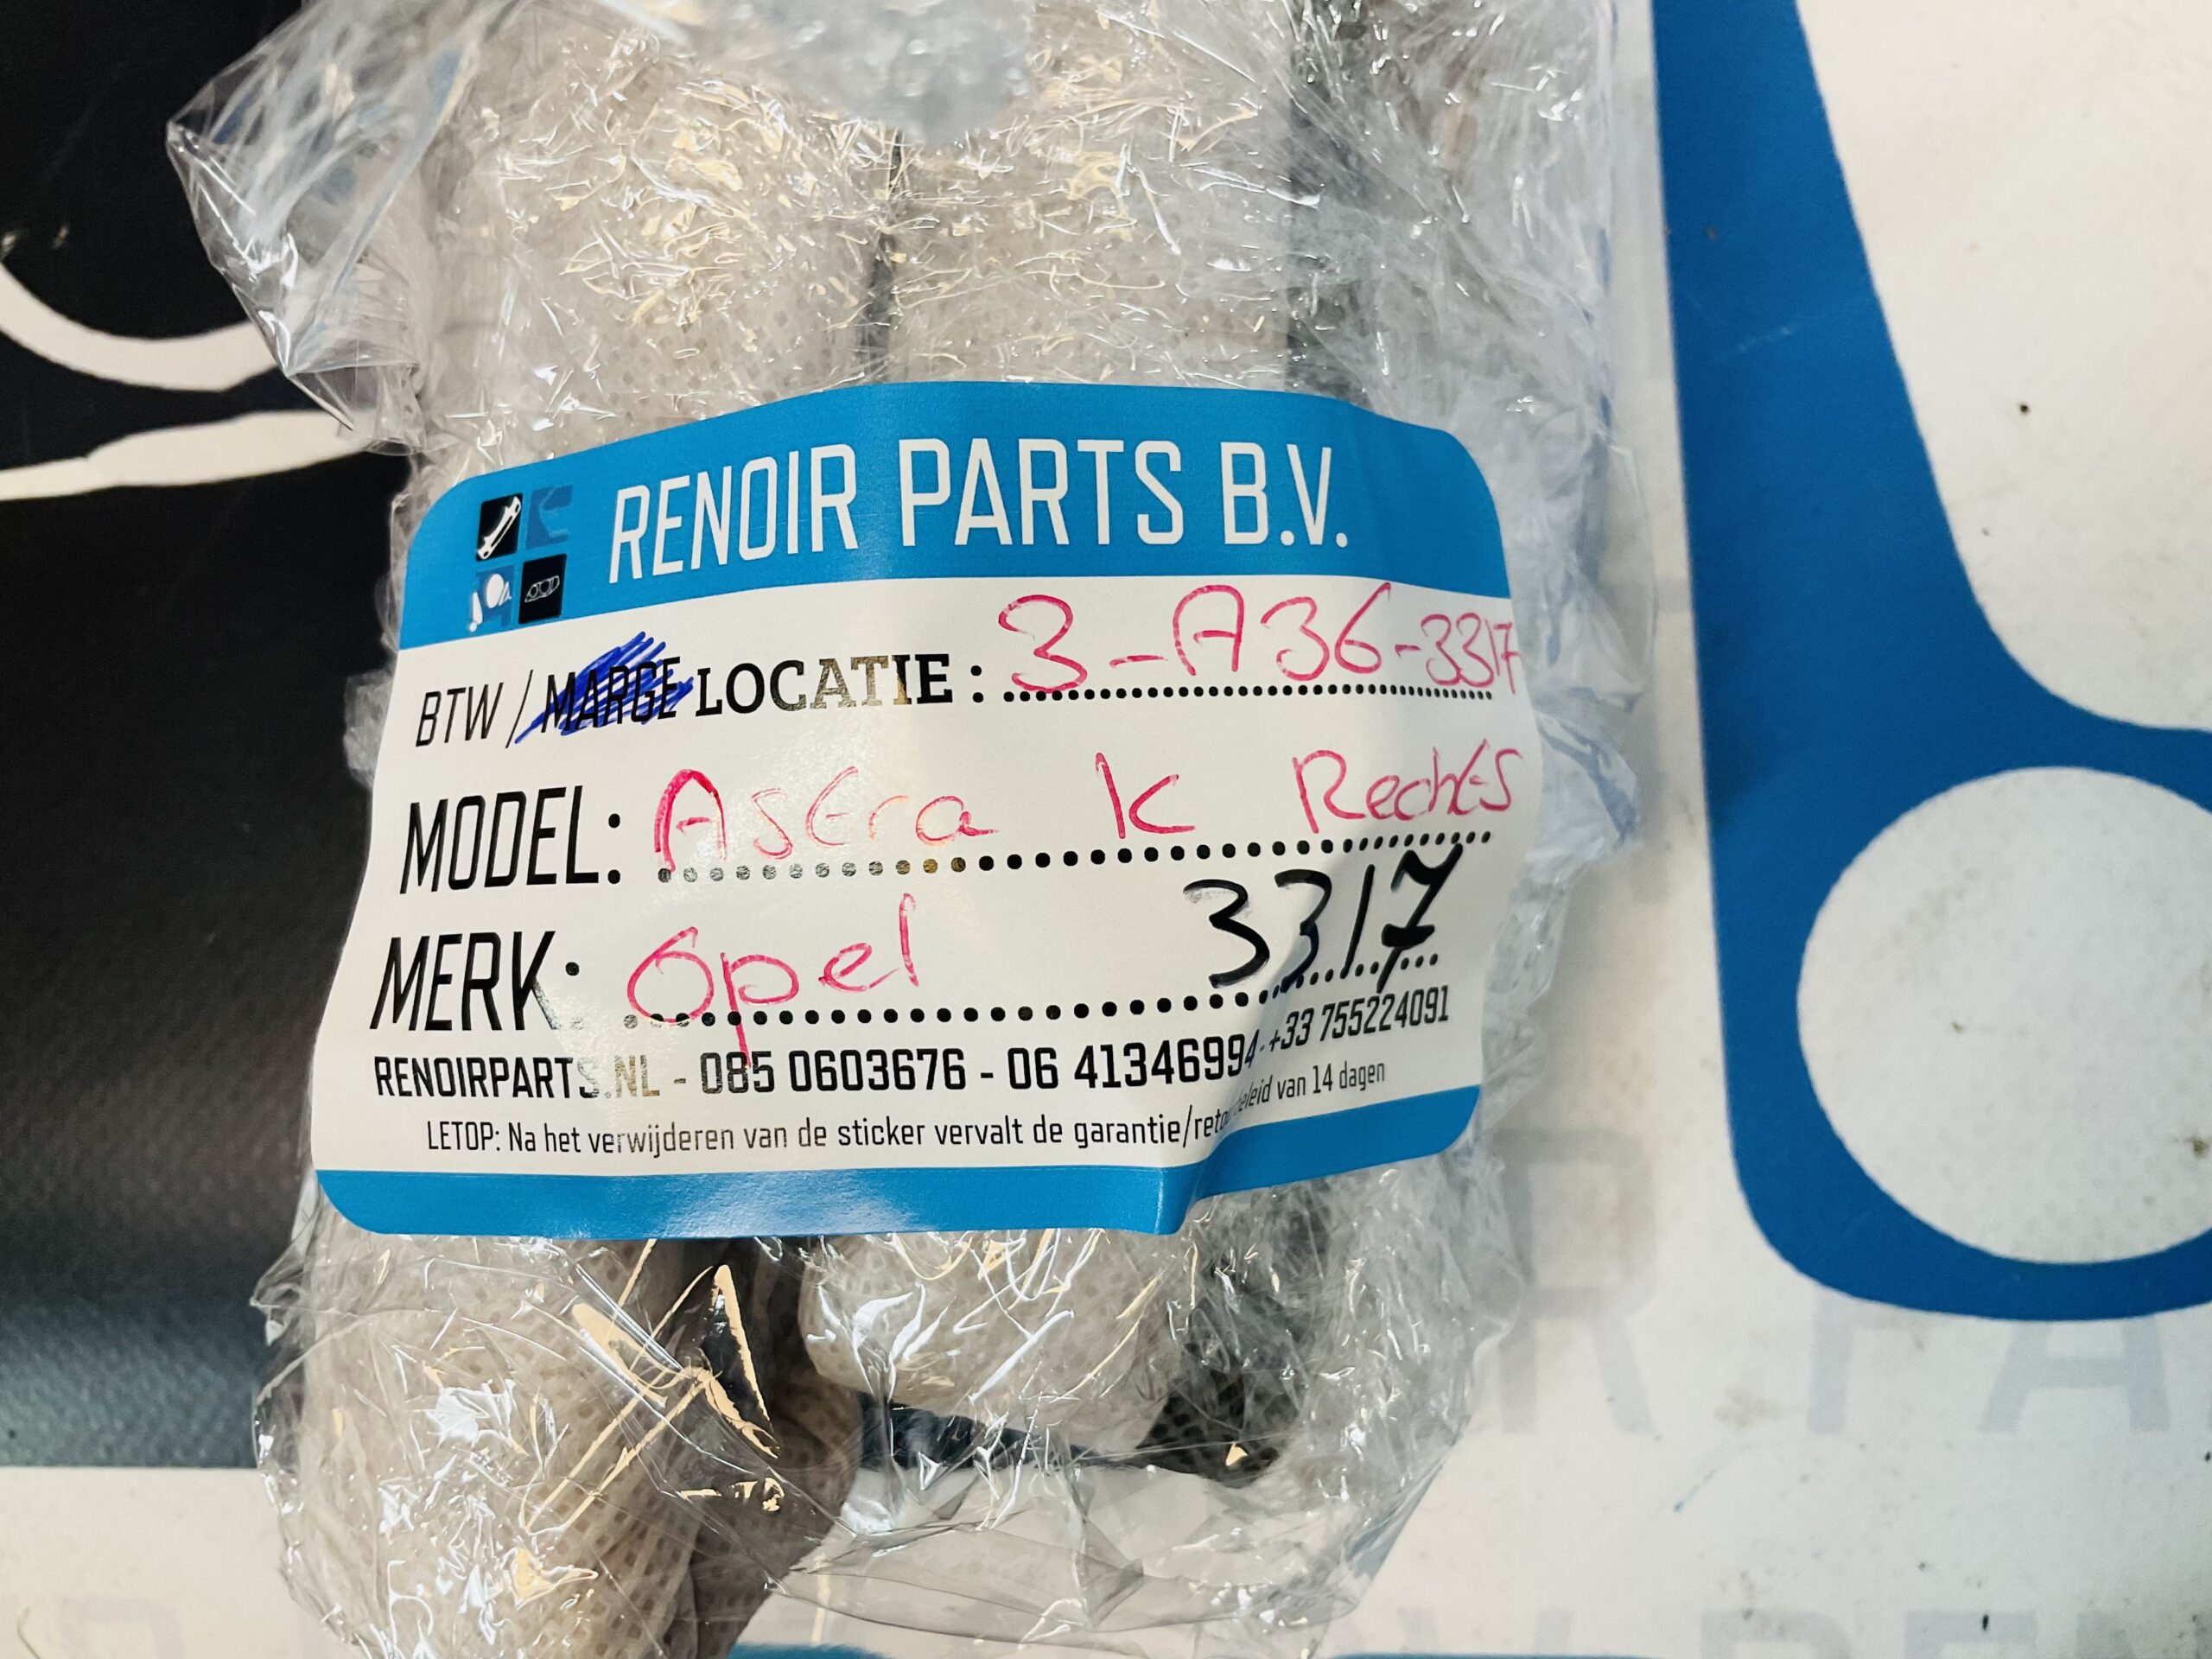 RENOIR PARTS B.V.
BTW / MARGE LOCATIE : 3-A36-3317
MODEL: Astra K Rechts
MERK: Opel 3317
RENOIRPARTS.NL - 085 0603676 - 06 41346994 - +33 755224091
LETOP: Na het verwijderen van de sticker vervalt de garantie/retourbeleid van 14 dagen